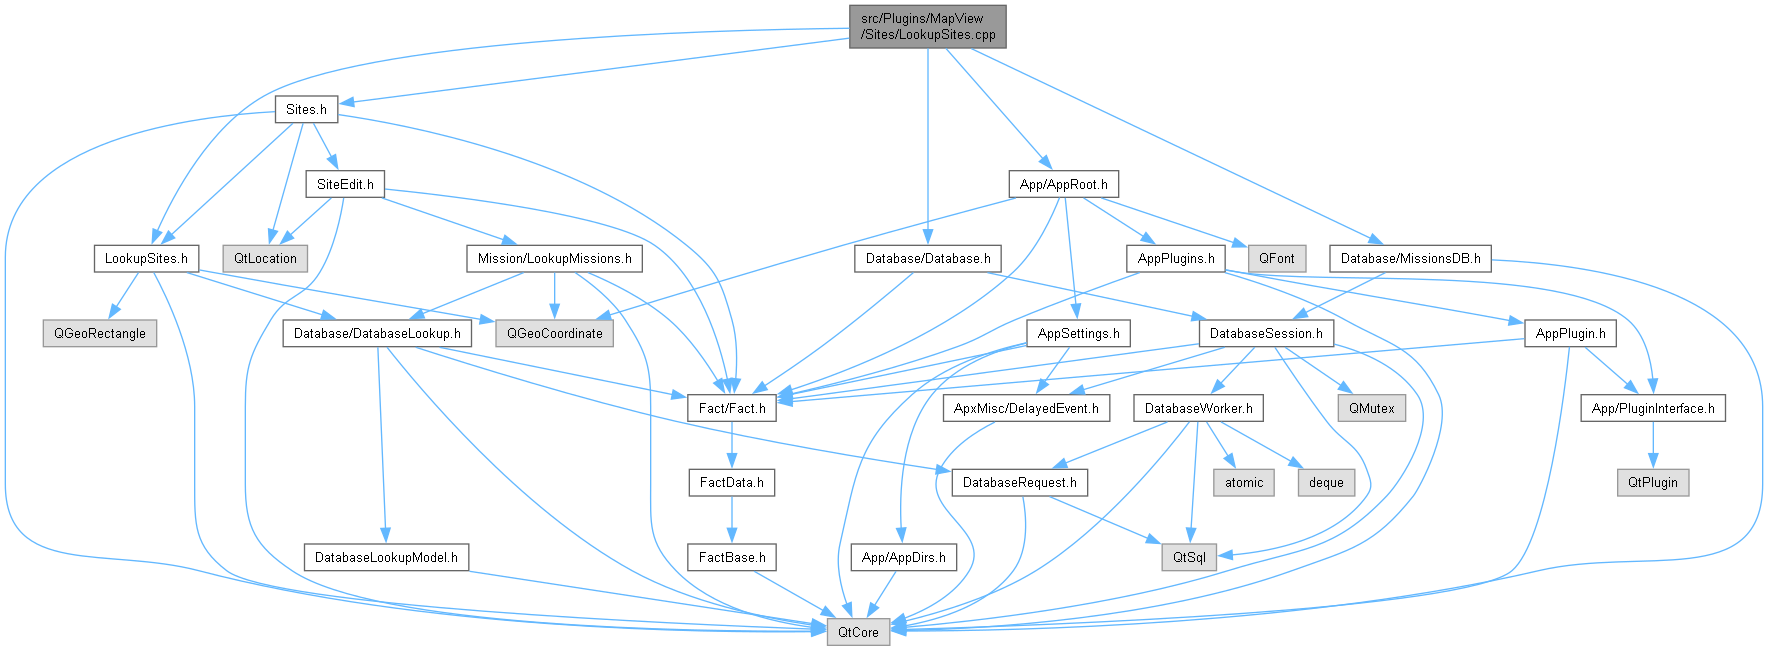 src/Plugins/MapView
/Sites/LookupSites.cpp
Sites.h
SiteEdit.h
App/AppRoot.h
LookupSites.h
QtLocation
Mission/LookupMissions.h
Database/Database.h
AppPlugins.h
QFont
Database/MissionsDB.h
QGeoRectangle
Database/DatabaseLookup.h
QGeoCoordinate
AppSettings.h
DatabaseSession.h
AppPlugin.h
Fact/Fact.h
ApxMisc/DelayedEvent.h
DatabaseWorker.h
QMutex
App/PluginInterface.h
FactData.h
DatabaseRequest.h
atomic
deque
QtPlugin
DatabaseLookupModel.h
FactBase.h
App/AppDirs.h
QtSql
QtCore